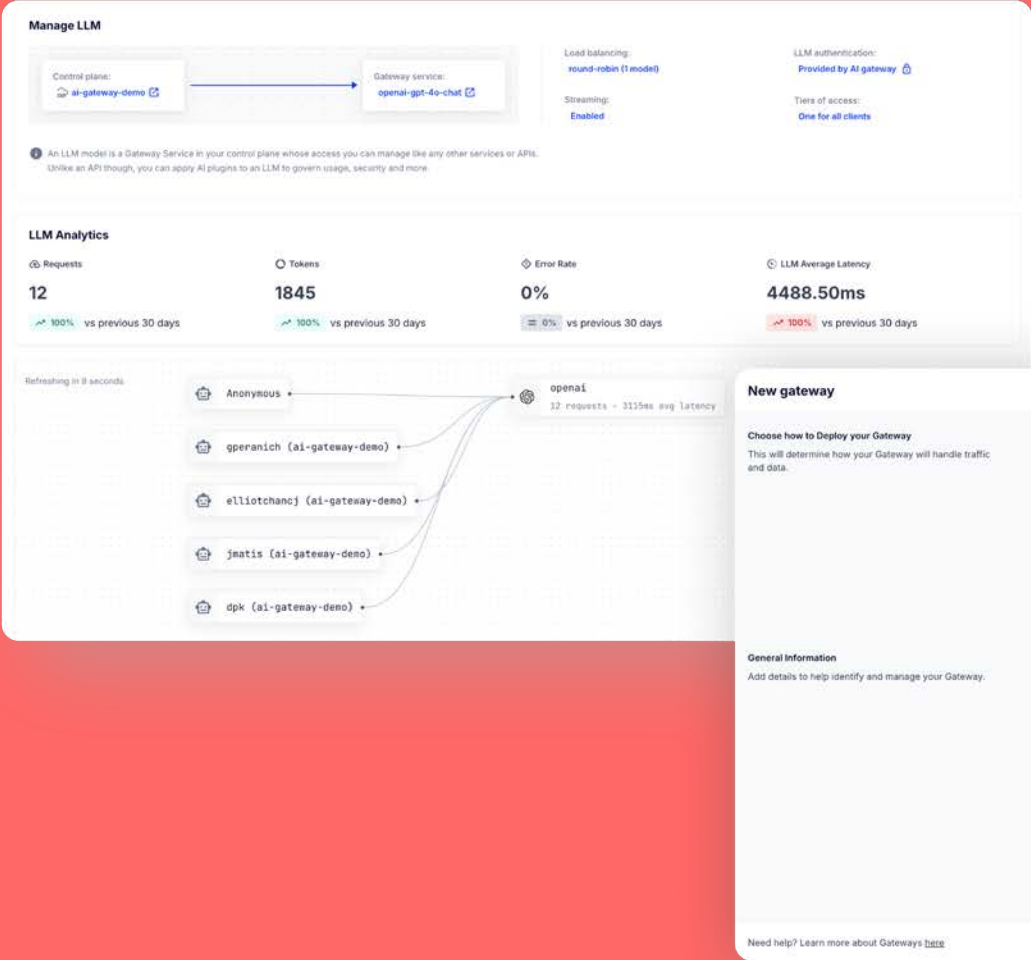 Manage LLM
Control plane:
ai-gateway-demo
Gateway service:
openai-gpt-4o-chat
Load balancing:
round-robin (1 model)
LLM authentication:
Provided by AI gateway
Streaming:
Enabled
Tiers of access:
One for all clients
An LLM model is a Gateway Service in your control plane whose access you can manage like any other services or APIs.
Unlike an API though, you can apply AI plugins to an LLM to govern usage, security and more.
LLM Analytics
Requests
12
100% vs previous 30 days
Tokens
1845
100% vs previous 30 days
Error Rate
0%
0% vs previous 30 days
LLM Average Latency
4488.50ms
100% vs previous 30 days
Refreshing in 8 seconds
Anonymous
gperanich (ai-gateway-demo)
elliotchancj (ai-gateway-demo)
jmatis (ai-gateway-demo)
dpk (ai-gateway-demo)
openai
12 requests - 3115ms avg latency
New gateway
Choose how to Deploy your Gateway
This will determine how your Gateway will handle traffic
and data.
General Information
Add details to help identify and manage your Gateway.
Need help? Learn more about Gateways here